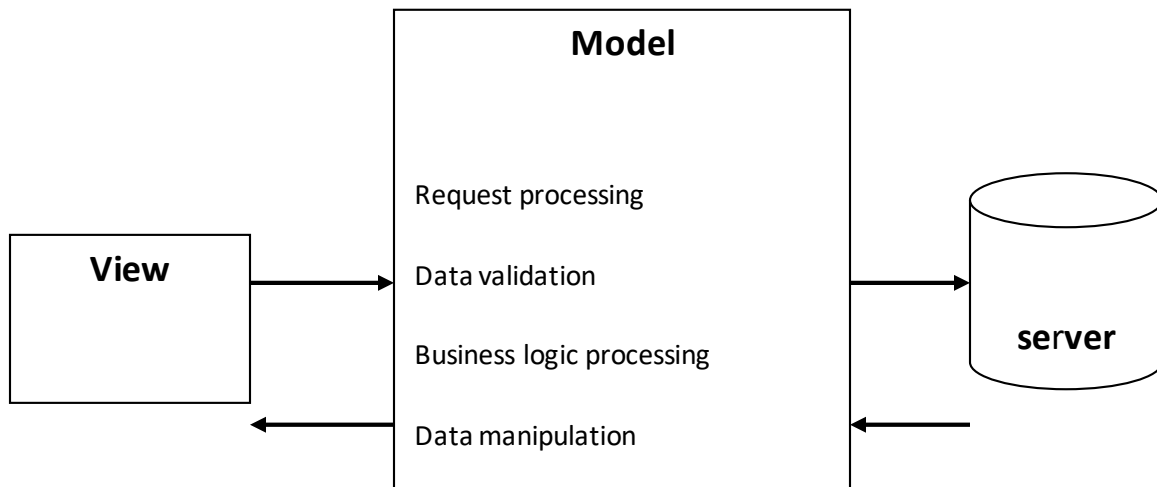 Model
Request processing
View
Data validation
server
Business logic processing
Data manipulation